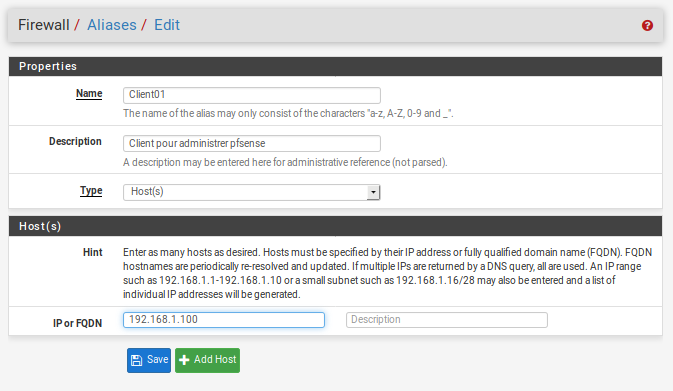 Firewall / Aliases / Edit
Properties
Name Client01
The name of the alias may only consist of the characters "a-z, A-Z, 0-9 and _".
Description Client pour administrer pfsense
A description may be entered here for administrative reference (not parsed).
Type Host(s)
Host(s)
Hint Enter as many hosts as desired. Hosts must be specified by their IP address or fully qualified domain name (FQDN). FQDN
hostnames are periodically re-resolved and updated. If multiple IPs are returned by a DNS query, all are used. An IP range
such as 192.168.1.1-192.168.1.10 or a small subnet such as 192.168.1.16/28 may also be entered and a list of
individual IP addresses will be generated.
IP or FQDN 192.168.1.100 Description
Save Add Host